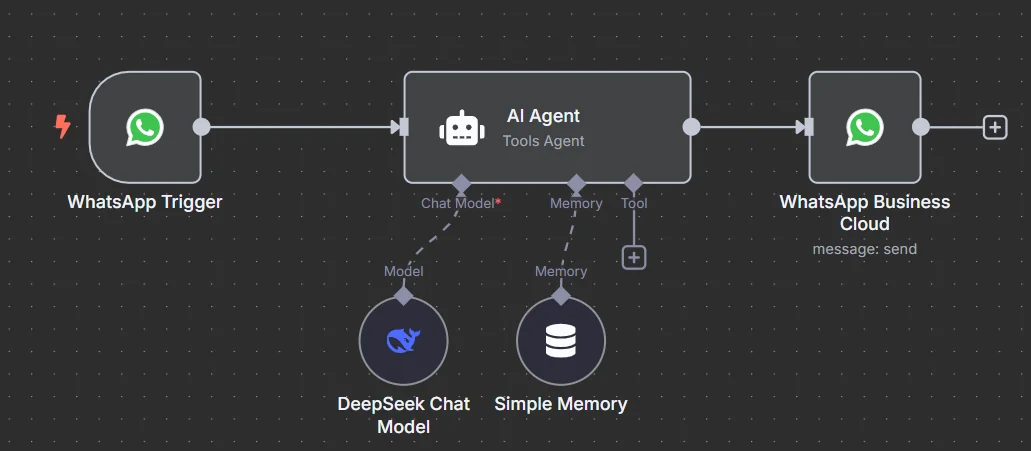 AI Agent
Tools Agent
WhatsApp Trigger
Chat Model*
Memory
Tool
WhatsApp Business
Cloud
message: send
Model
Memory
DeepSeek Chat
Model
Simple Memory